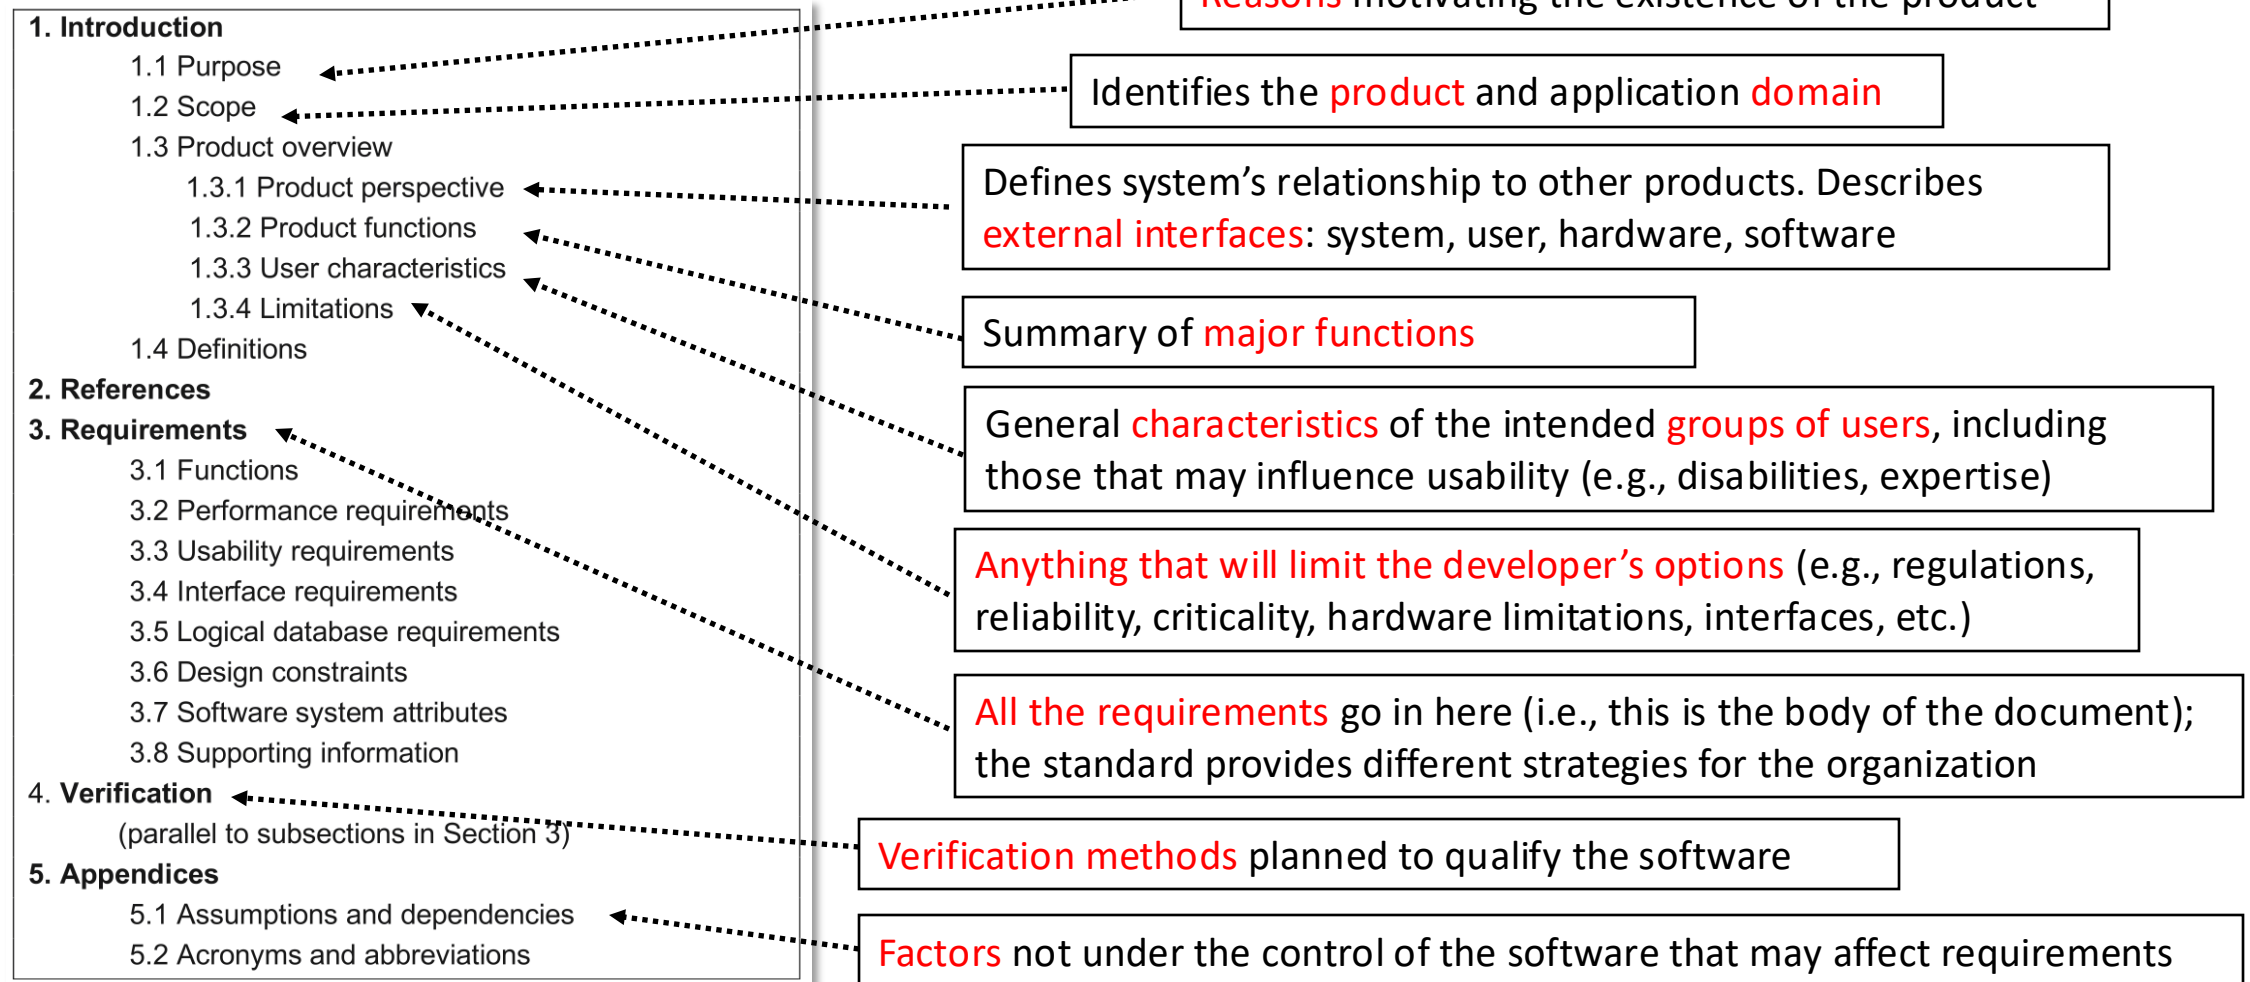 1. Introduction
1.1 Purpose
1.2 Scope
1.3 Product overview
1.3.1 Product perspective
1.3.2 Product functions
1.3.3 User characteristics
1.3.4 Limitations
1.4 Definitions
2. References
3. Requirements
3.1 Functions
3.2 Performance requirements
3.3 Usability requirements
3.4 Interface requirements
3.5 Logical database requirements
3.6 Design constraints
3.7 Software system attributes
3.8 Supporting information
4. Verification
(parallel to subsections in Section 3)
5. Appendices
5.1 Assumptions and dependencies
5.2 Acronyms and abbreviations
Reasons motivating the existence of the product
Identifies the product and application domain
Defines system’s relationship to other products. Describes
external interfaces: system, user, hardware, software
Summary of major functions
General characteristics of the intended groups of users, including
those that may influence usability (e.g., disabilities, expertise)
Anything that will limit the developer’s options (e.g., regulations,
reliability, criticality, hardware limitations, interfaces, etc.)
All the requirements go in here (i.e., this is the body of the document);
the standard provides different strategies for the organization
Verification methods planned to qualify the software
Factors not under the control of the software that may affect requirements